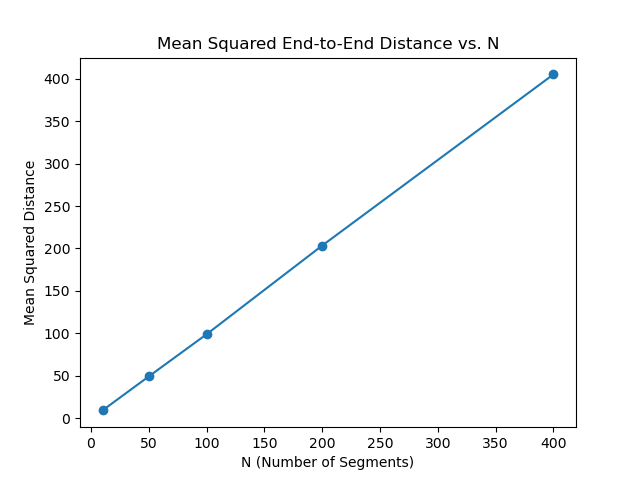 Mean Squared End-to-End Distance vs. N
400
350
300
250
200
150
100
50
0
Mean Squared Distance
0 50 100 150 200 250 300 350 400
N (Number of Segments)